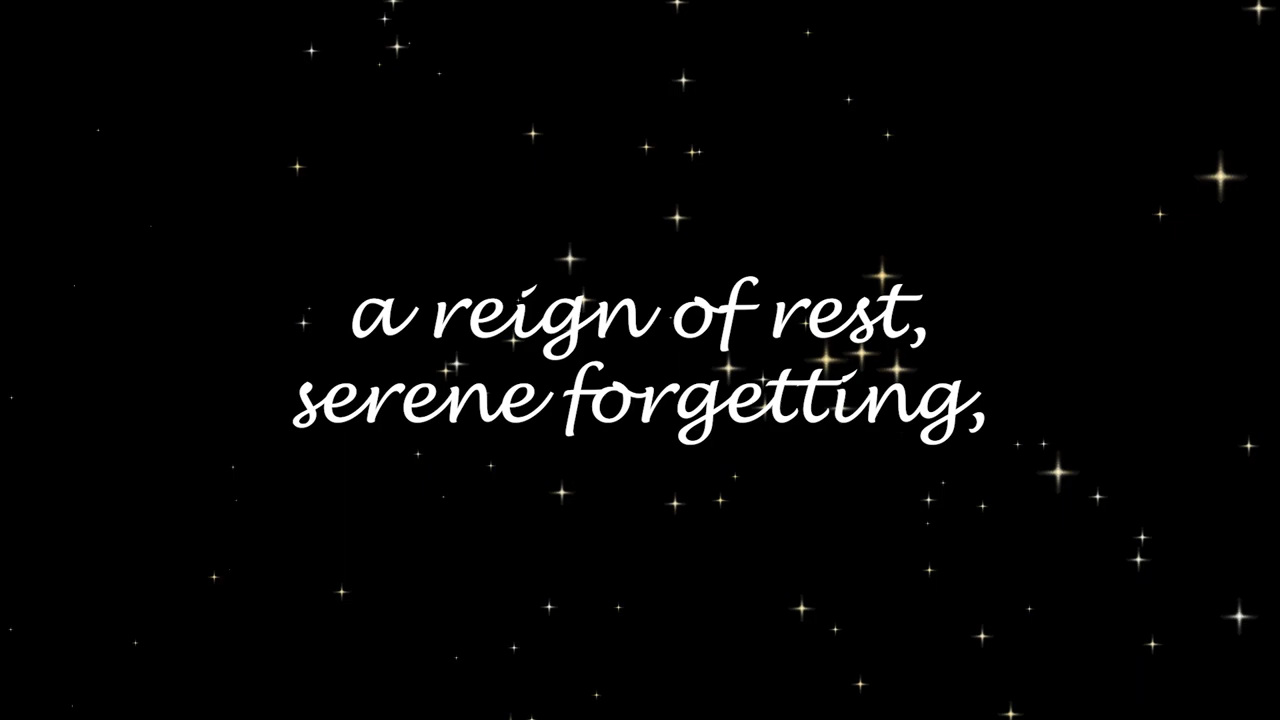 a reign of rest,
serene forgetting,